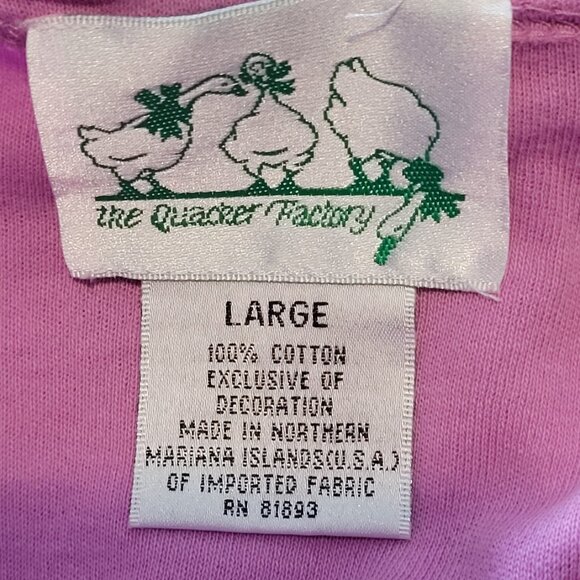 the Quacker Factory
LARGE
100% COTTON
EXCLUSIVE OF
DECORATION
MADE IN NORTHERN
MARIANA ISLANDS(U.S.A.)
OF IMPORTED FABRIC
RN 81893